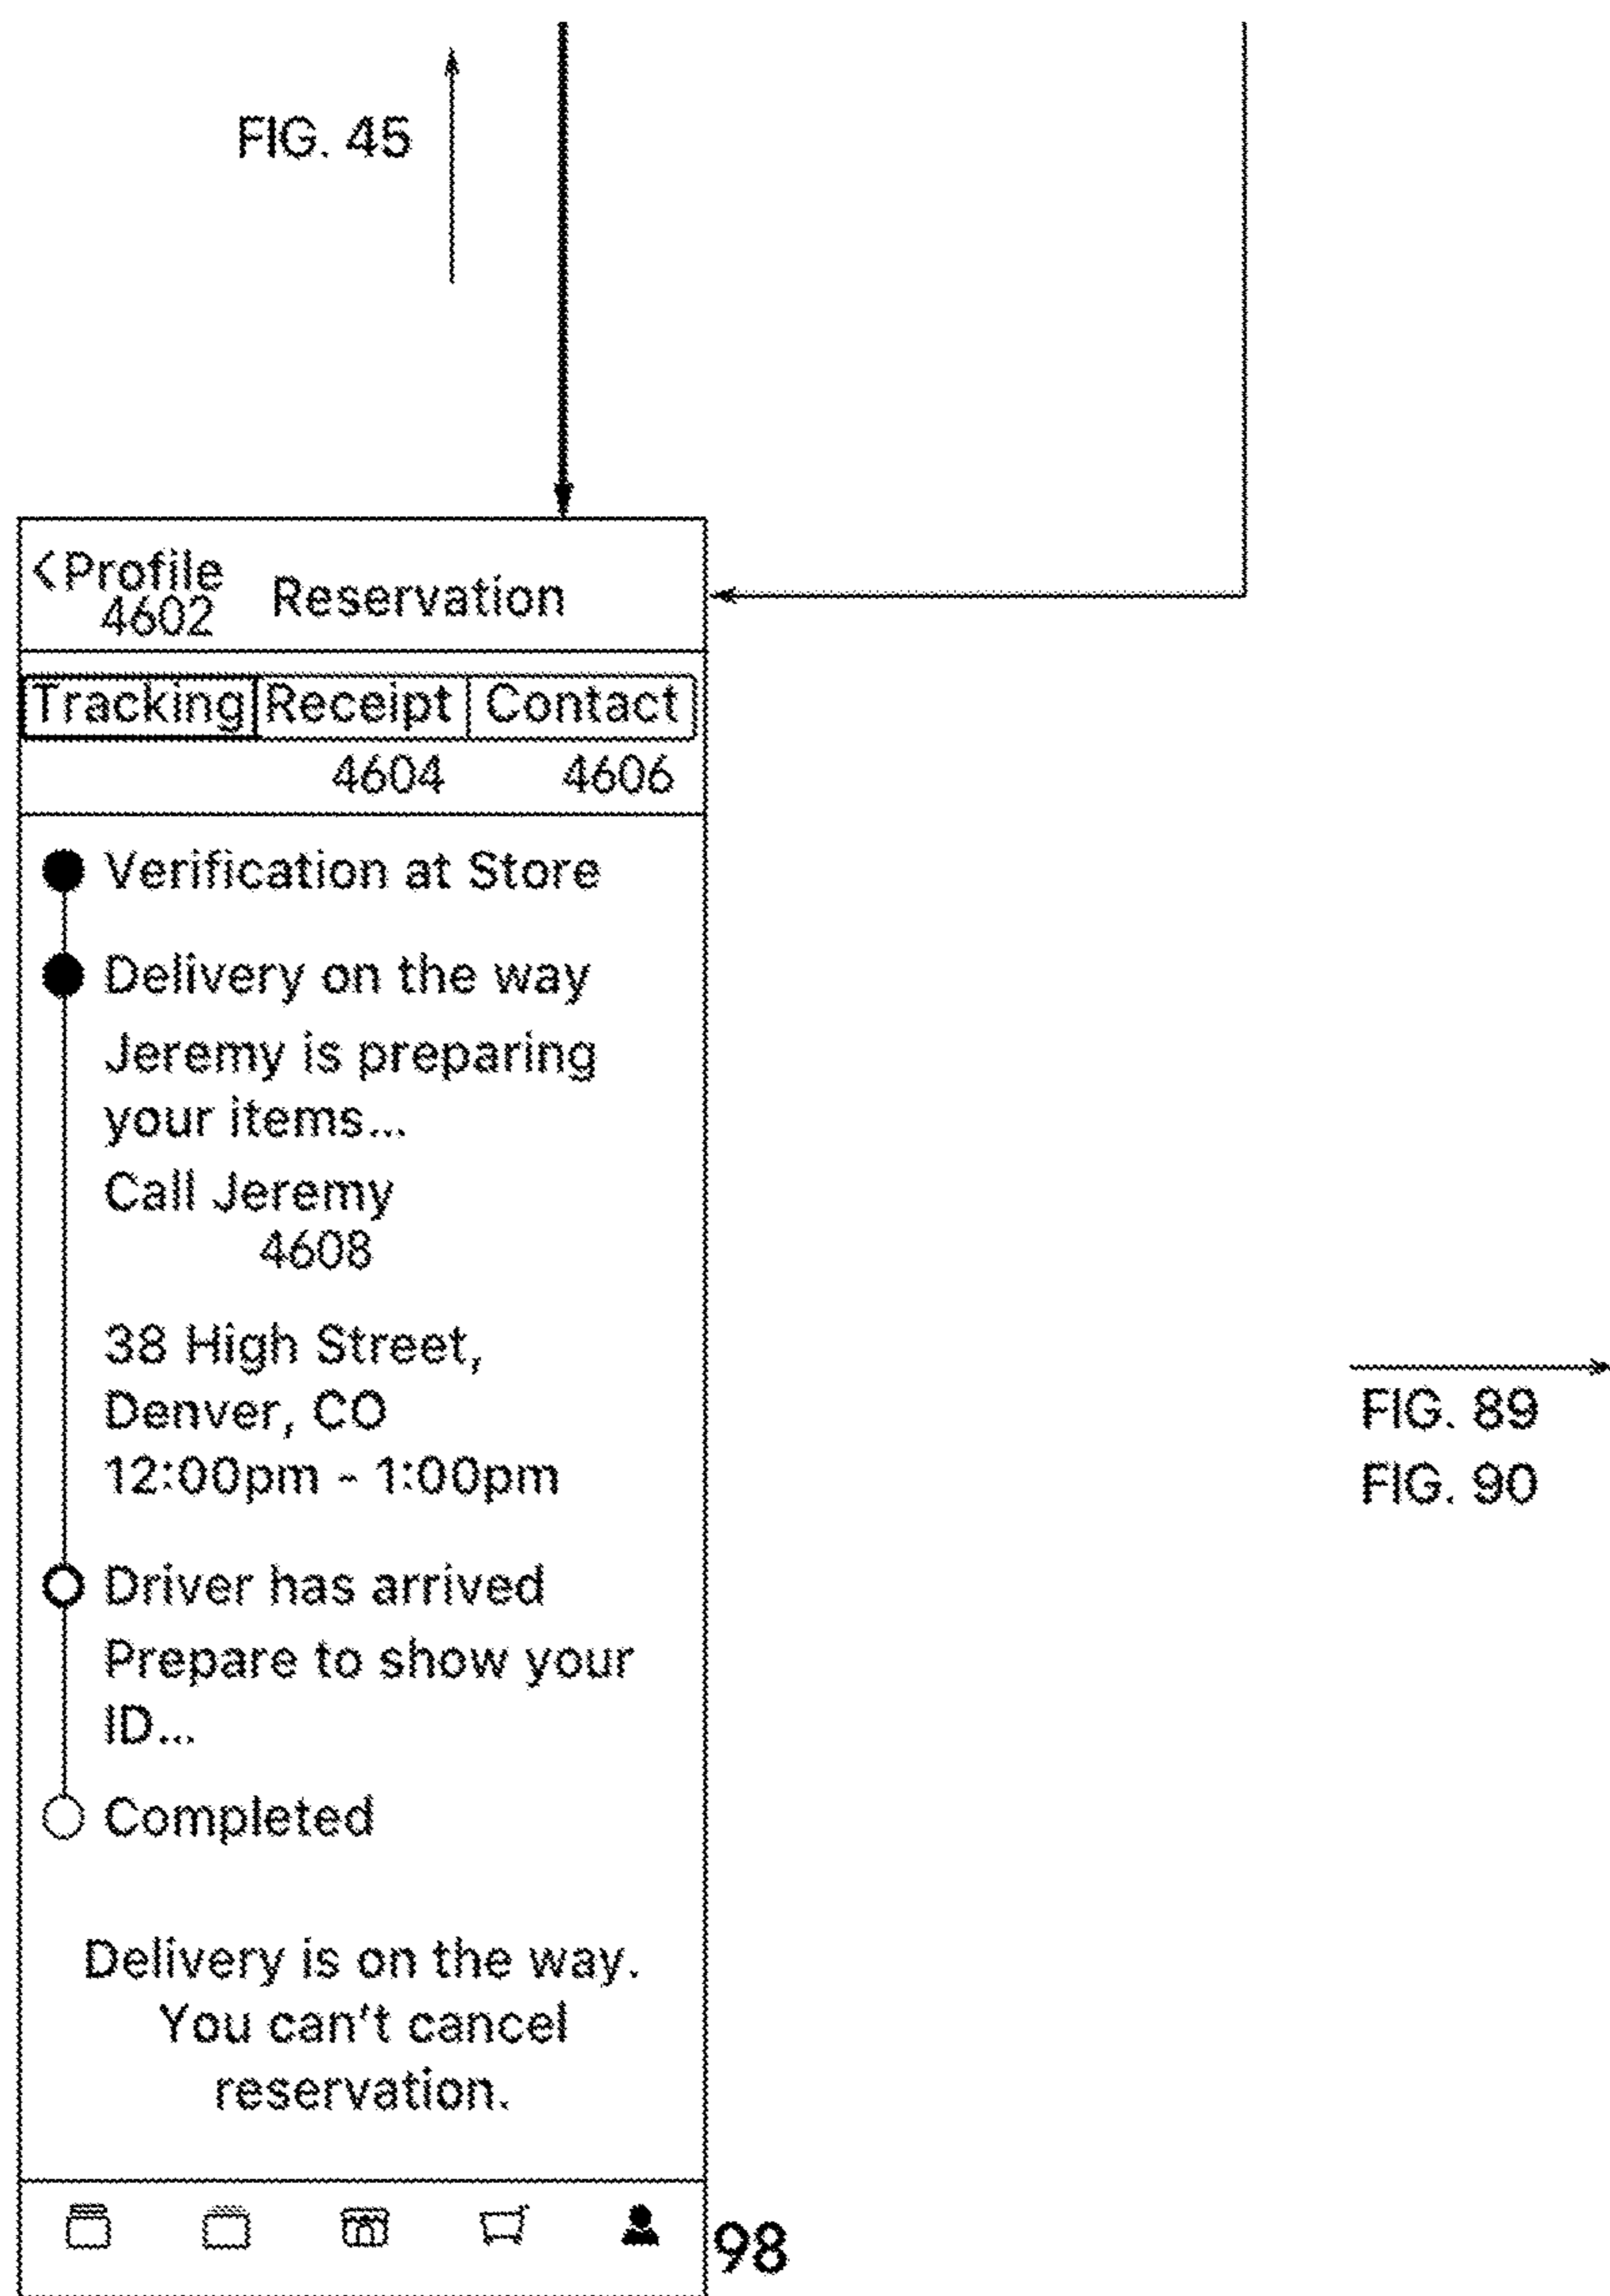 FIG. 45
<Profile
4602
Reservation
Tracking Receipt Contact
4604 4606
Verification at Store
Delivery on the way
Jeremy is preparing
your items...
Call Jeremy
4608
38 High Street,
Denver, CO
12:00pm - 1:00pm
FIG. 89
FIG. 90
Driver has arrived
Prepare to show your
ID...
Completed
Delivery is on the way.
You can't cancel
reservation.
98